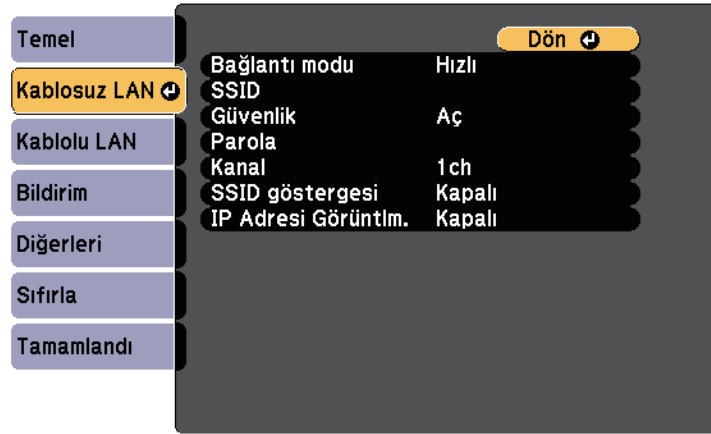 Temel
Kablosuz LAN
Kablolu LAN
Bildirim
Diğerleri
Sıfırla
Tamamlandı
Dön
Bağlantı modu Hızlı
SSID
Güvenlik Aç
Parola
Kanal 1ch
SSID göstergesi Kapalı
IP Adresi Görüntlm. Kapalı